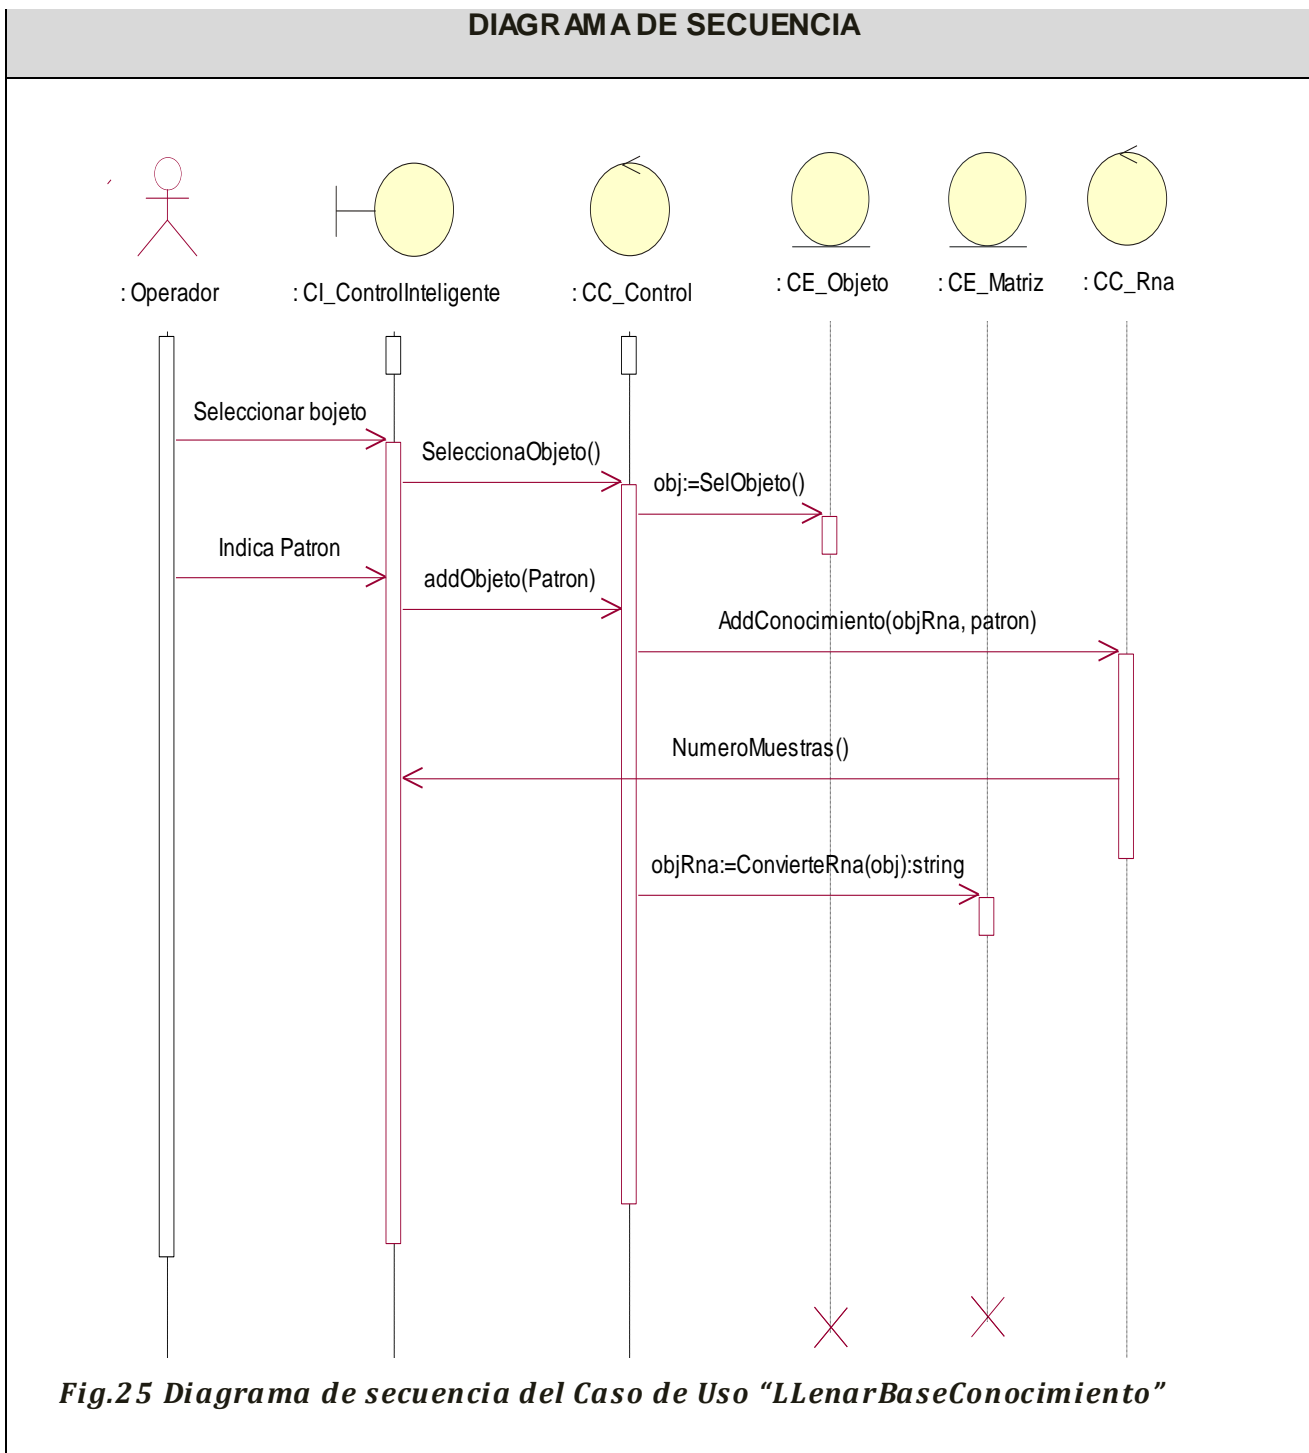 DIAGRAMA DE SECUENCIA
: Operador
: CI_ControlInteligente
: CC_Control
: CE_Objeto
: CE_Matriz
: CC_Rna
Seleccionar bojeto
SeleccionaObjeto()
obj:=SelObjeto()
Indica Patron
addObjeto(Patron)
AddConocimiento(objRna, patron)
NumeroMuestras()
objRna:=ConvierteRna(obj):string
Fig.25 Diagrama de secuencia del Caso de Uso “LLenarBaseConocimiento”